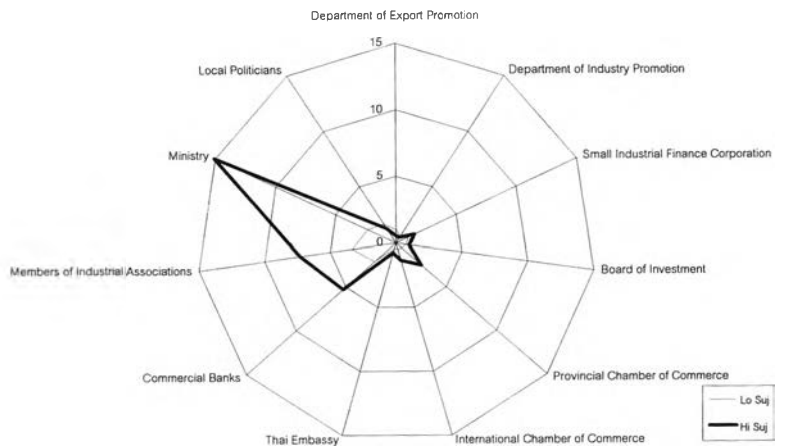 Department of Export Promotion
15
Local Politicians
Department of Industry Promotion
10
Ministry
Small Industrial Finance Corporation
5
0
Members of Industrial Associations
Board of Investment
Commercial Banks
Provincial Chamber of Commerce
Thai Embassy
International Chamber of Commerce
Lo Suj
Hi Suj